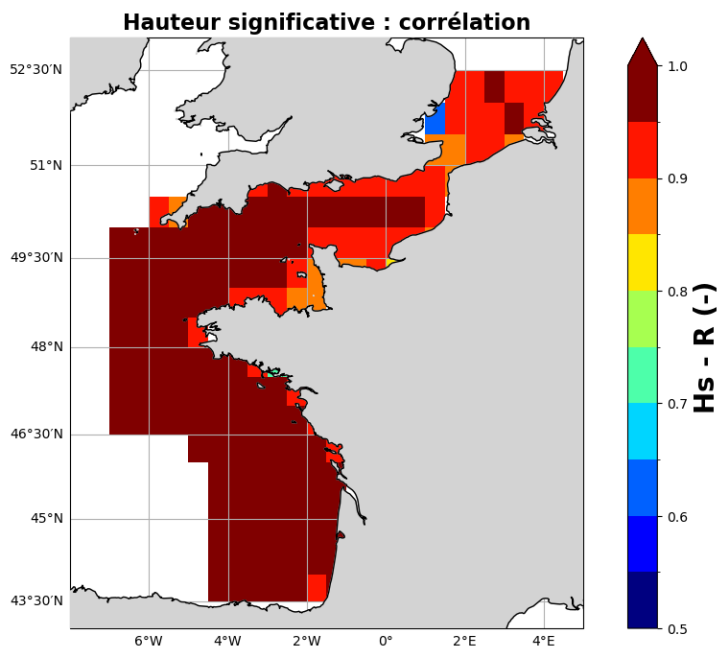 Hauteur significative : corrélation
52°30'N
51°N
49°30'N
48°N
46°30'N
45°N
43°30'N
6°W
4°W
2°W
0°
2°E
4°E
1.0
0.9
0.8
0.7
0.6
0.5
Hs - R (-)